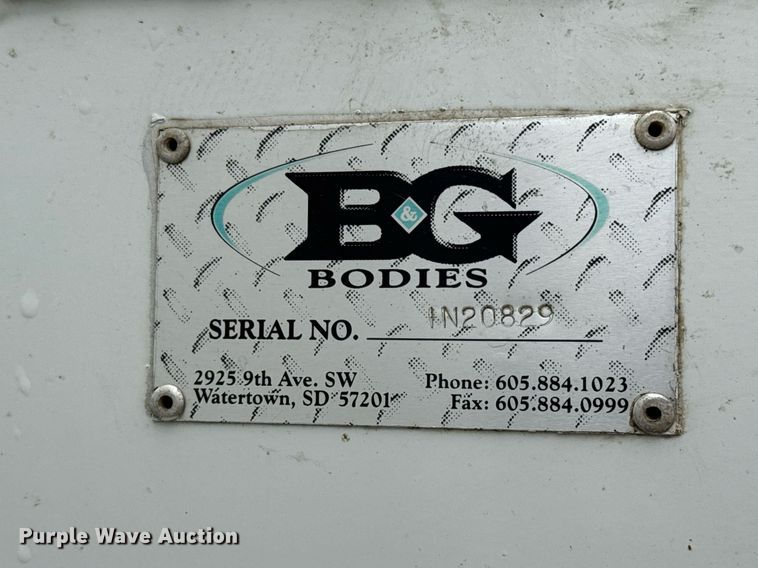 B&G
BODIES
SERIAL NO. IN20829
2925 9th Ave. SW
Watertown, SD 57201
Phone: 605.884.1023
Fax: 605.884.0999
Purple Wave Auction